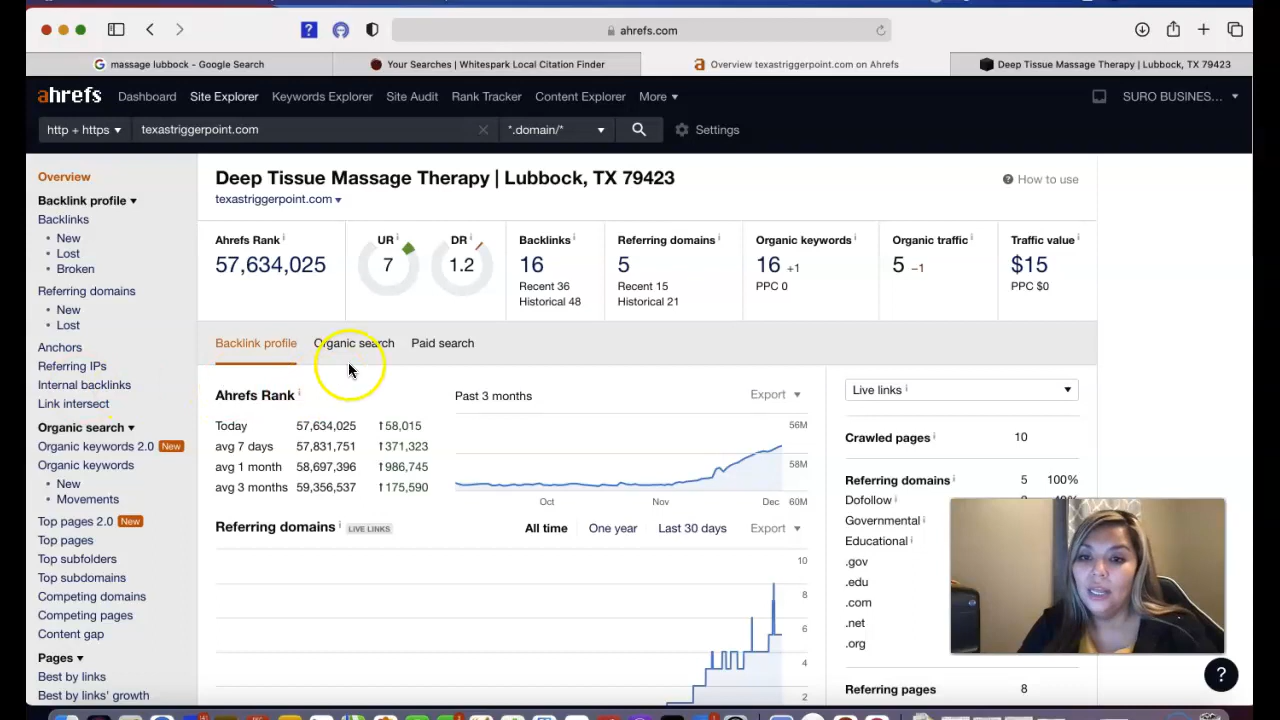 ahrefs.com
massage lubbock - Google Search
Your Searches | Whitespark Local Citation Finder
Overview texastriggerpoint.com on Ahrefs
Deep Tissue Massage Therapy | Lubbock, TX 79423
ahrefs Dashboard Site Explorer Keywords Explorer Site Audit Rank Tracker Content Explorer More SURO BUSINES...
http + https texastriggerpoint.com *.domain/* Settings
Overview
Backlink profile
Backlinks
• New
• Lost
• Broken
Referring domains
• New
• Lost
Anchors
Referring IPs
Internal backlinks
Link intersect
Organic search
Organic keywords 2.0 New
Organic keywords
• New
• Movements
Top pages 2.0 New
Top pages
Top subfolders
Top subdomains
Competing domains
Competing pages
Content gap
Pages
Best by links
Best by links' growth
Deep Tissue Massage Therapy | Lubbock, TX 79423
? How to use
texastriggerpoint.com
Ahrefs Rank i
57,634,025
UR i
7
DR i
1.2
Backlinks i
16
Recent 36
Historical 48
Referring domains i
5
Recent 15
Historical 21
Organic keywords i
16 +1
PPC 0
Organic traffic i
5 −1
Traffic value i
$15
PPC $0
Backlink profile Organic search Paid search
Ahrefs Rank i
Today 57,634,025 ↑58,015
avg 7 days 57,831,751 ↑371,323
avg 1 month 58,697,396 ↑986,745
avg 3 months 59,356,537 ↑175,590
Past 3 months
Export
56M
58M
60M
Oct Nov Dec
Referring domains i LIVE LINKS
All time One year Last 30 days Export
10
8
6
4
2
Live links i
Crawled pages i 10
Referring domains i 5 100%
Dofollow i
Governmental i
Educational i
.gov
.edu
.com
.net
.org
Referring pages 8
?